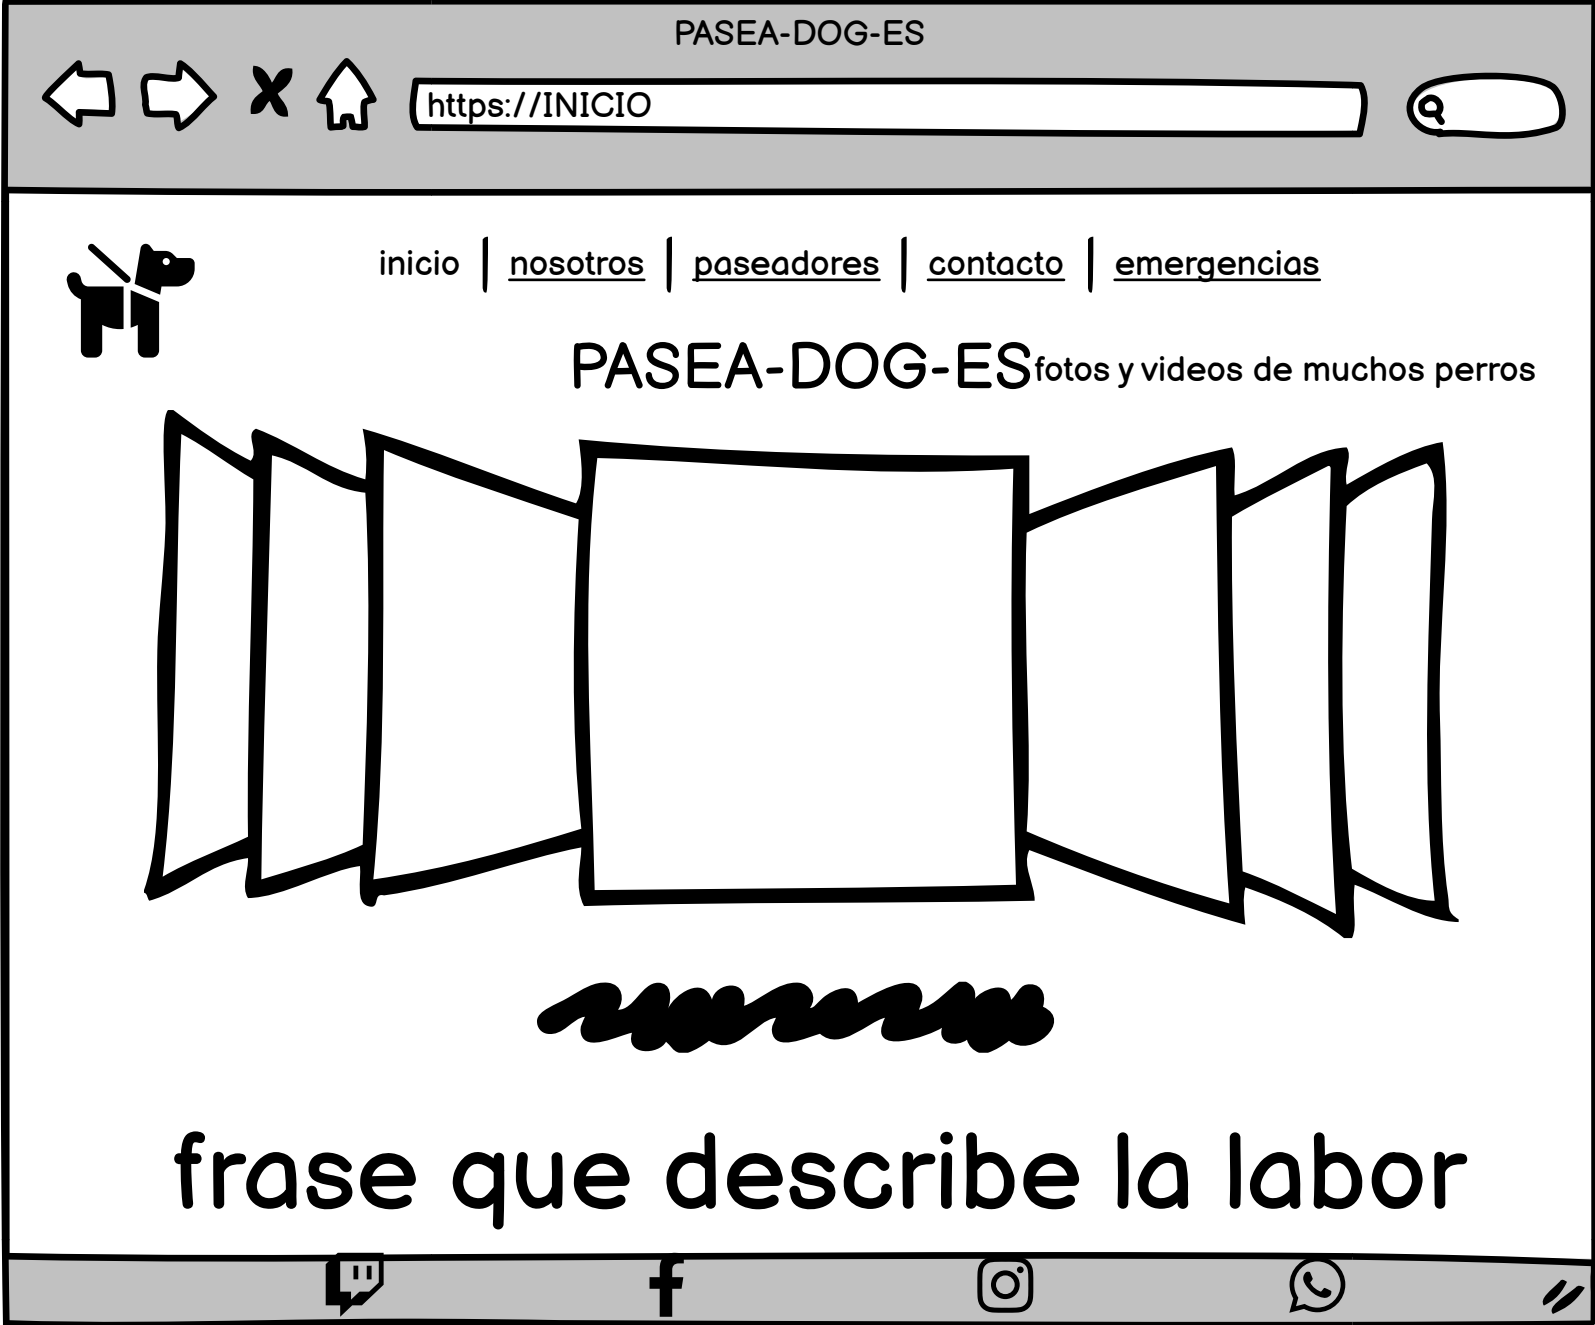 PASEA-DOG-ES
https://INICIO
inicio | nosotros | paseadores | contacto | emergencias
PASEA-DOG-ES fotos y videos de muchos perros
frase que describe la labor